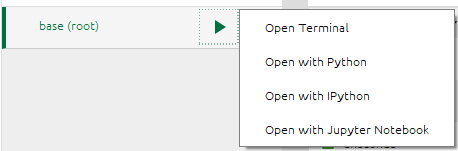 base (root)
Open Terminal
Open with Python
Open with IPython
Open with Jupyter Notebook